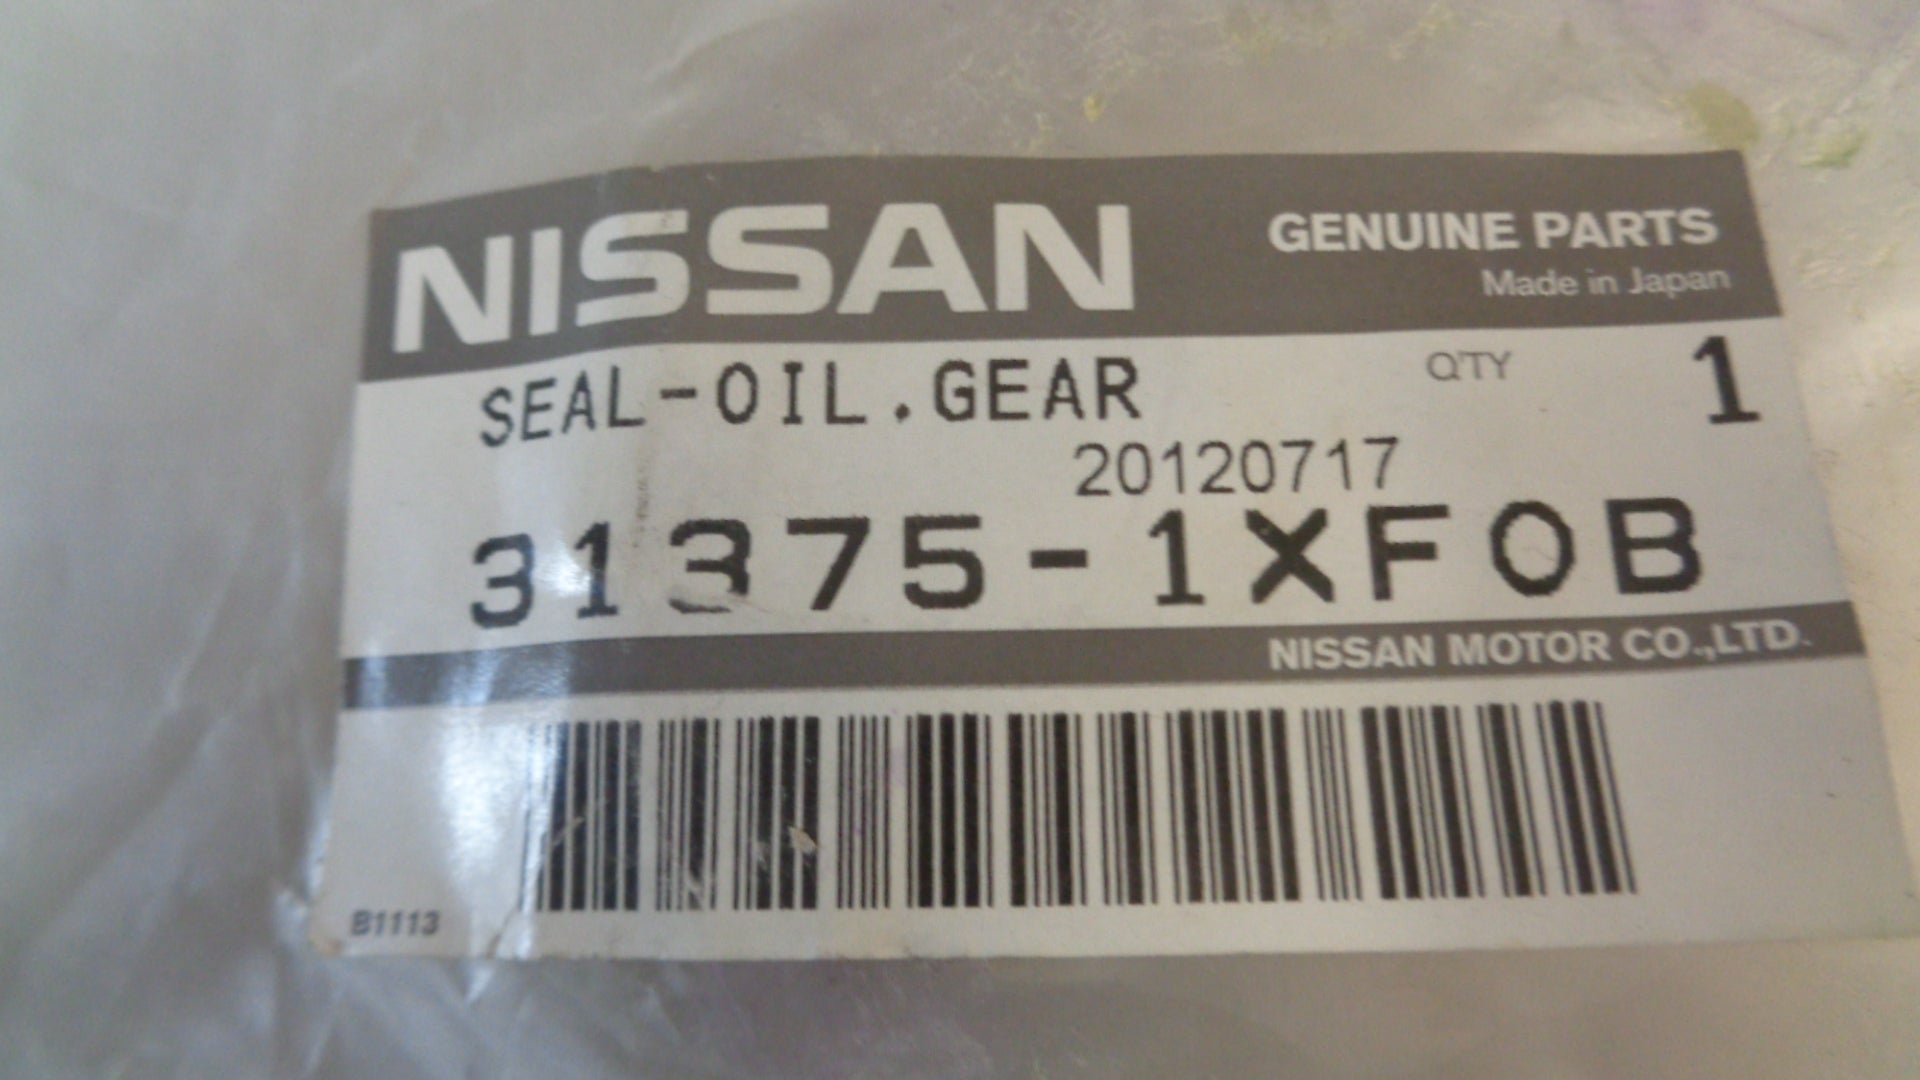 NISSAN
GENUINE PARTS
Made in Japan
SEAL-OIL.GEAR
Q'TY 1
20120717
31375-1XF0B
NISSAN MOTOR CO.,LTD.
B1113